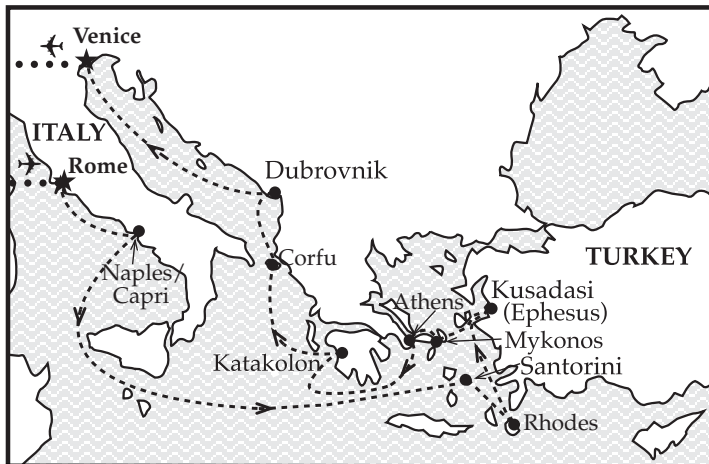 Venice
ITALY
Rome
Dubrovnik
Naples/
Capri
Corfu
TURKEY
Kusadasi
(Ephesus)
Athens
Mykonos
Katakolon
Santorini
Rhodes